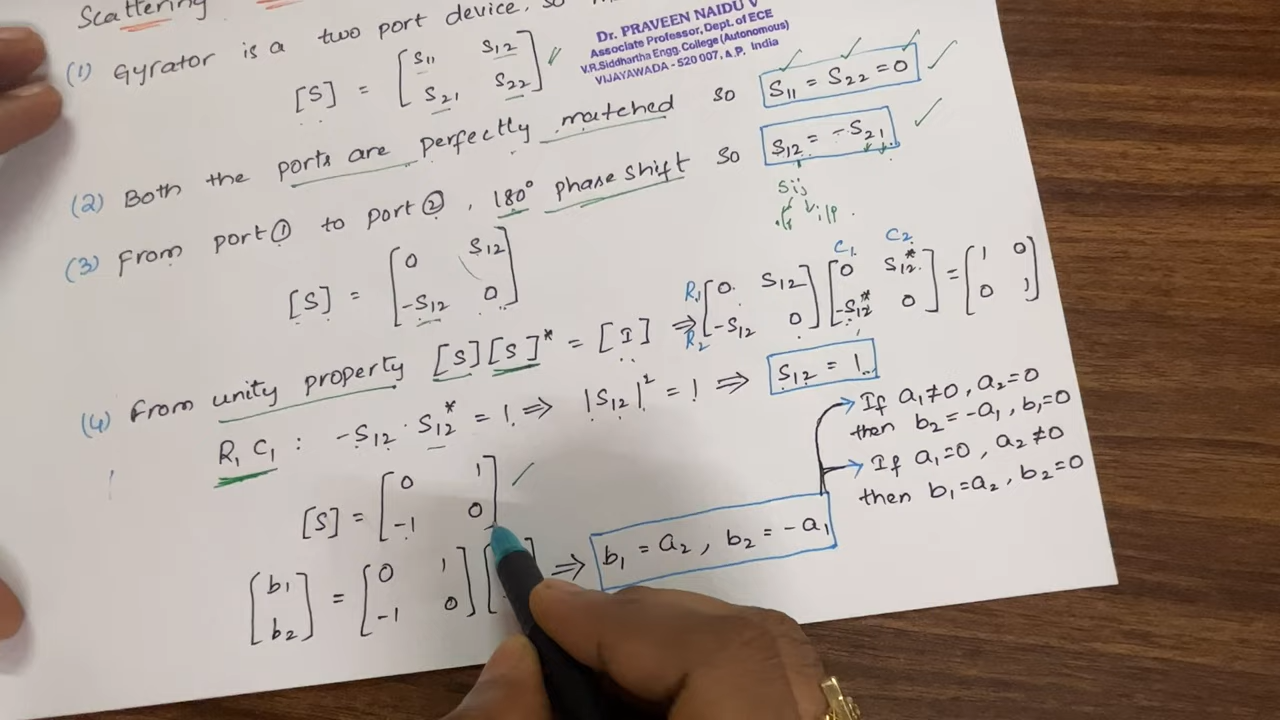 Scattering
(1) Gyrator is a two port device. so
[S] = [S11 S12
S21 S22]
Dr. PRAVEEN NAIDU V
Associate Professor, Dept. of ECE
V.R.Siddhartha Engg. College (Autonomous)
VIJAYAWADA - 520 007, A.P. India
(2) Both the ports are perfectly matched so S11 = S22 = 0
(3) From port① to port②, 180° phase shift so S12 = -S21
Sij
i/p.
[S] = [0 S12
-S12 0]
(4) From unity property [S][S]* = [I] ⇒ R1 R2 [0 S12
-S12 0] C1 C2 [0 S12*
-S12* 0] = [1 0
0 1]
R1 C1 : -S12 . S12* = 1 ⇒ |S12|² = 1 ⇒ S12 = 1
[S] = [0 1
-1 0]
[b1
b2] = [0 1
-1 0] [ ⇒ b1 = a2, b2 = -a1
If a1≠0, a2=0
then b2=-a1, b1=0
If a1=0, a2≠0
then b1=a2, b2=0